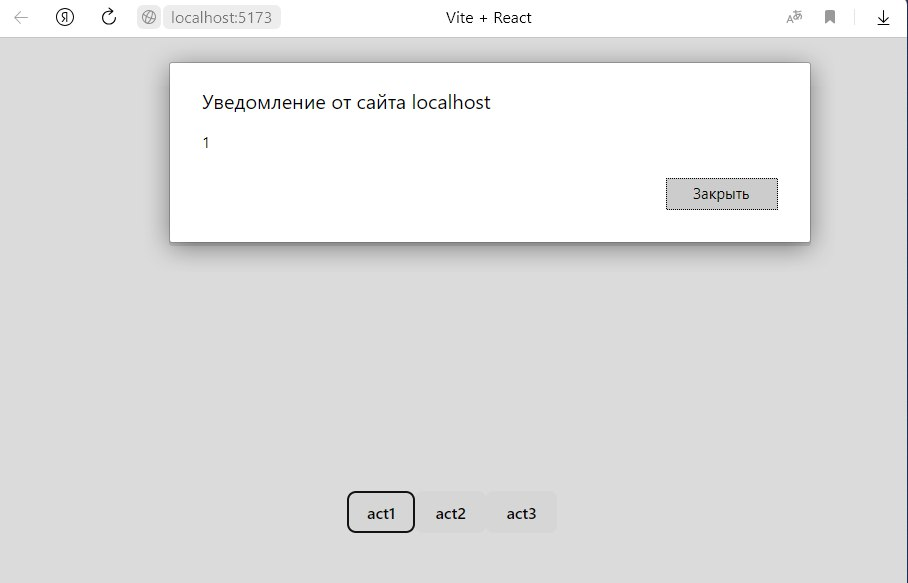 Я localhost:5173 Vite + React
Уведомление от сайта localhost
1
Закрыть
act1 act2 act3